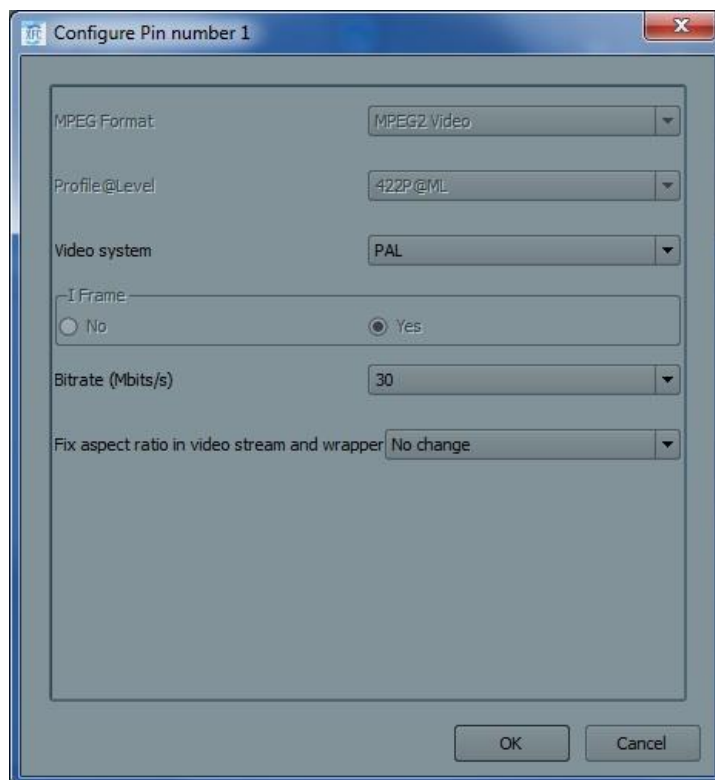 XFC Configure Pin number 1
MPEG Format MPEG2 Video
Profile@Level 422P@ML
Video system PAL
I Frame
No Yes
Bitrate (Mbits/s) 30
Fix aspect ratio in video stream and wrapper No change
OK Cancel